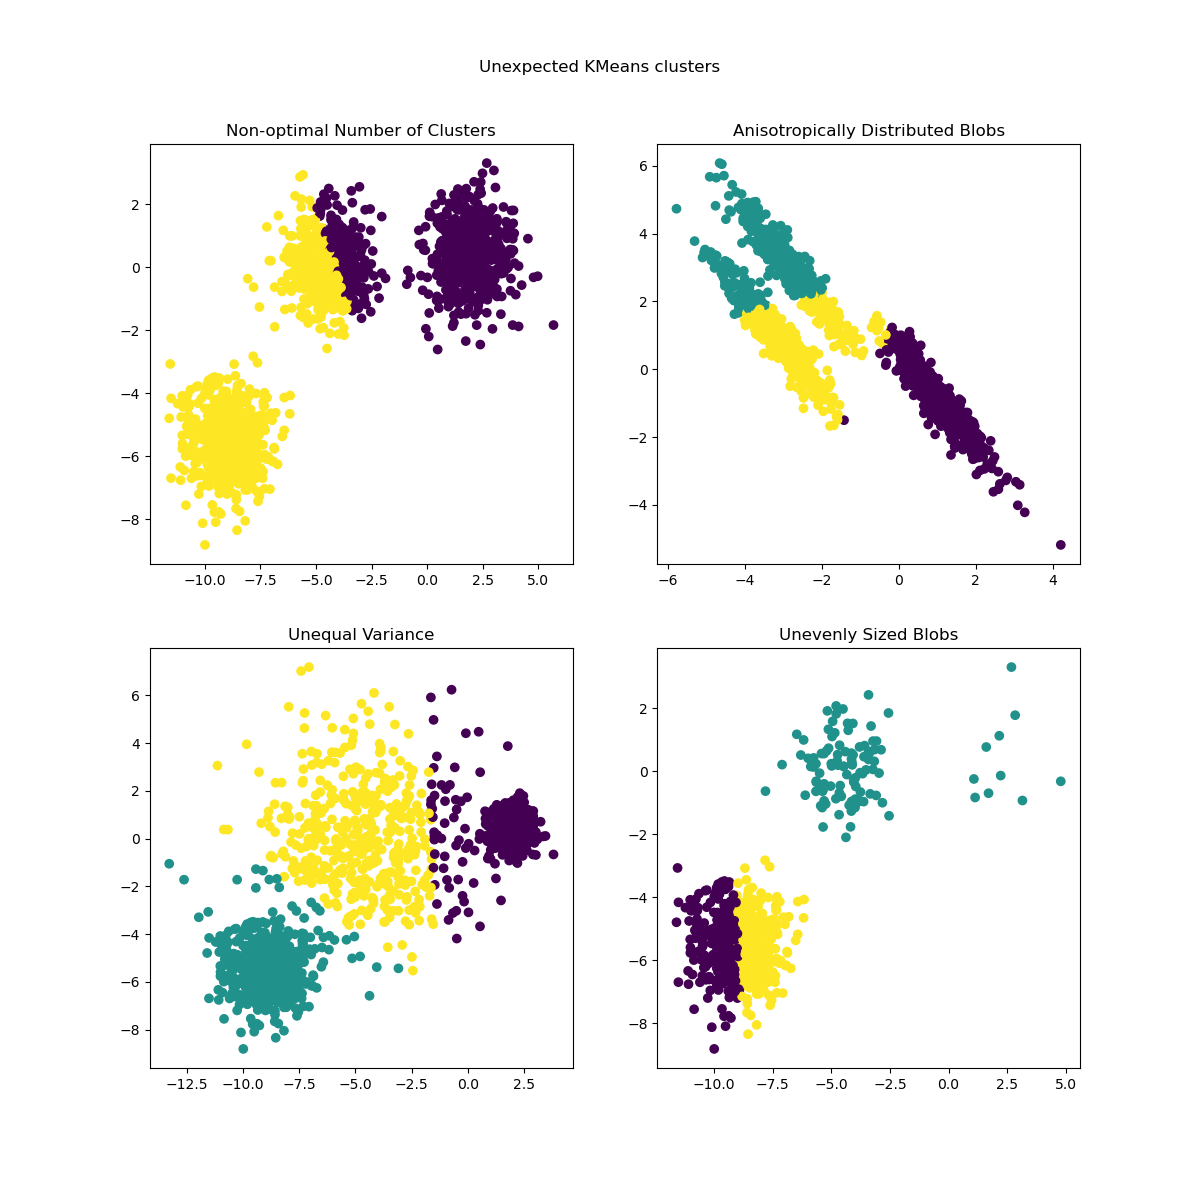 Unexpected KMeans clusters
Non-optimal Number of Clusters
2
0
−2
−4
−6
−8
−10.0 −7.5 −5.0 −2.5 0.0 2.5 5.0
Anisotropically Distributed Blobs
6
4
2
0
−2
−4
−6 −4 −2 0 2 4
Unequal Variance
6
4
2
0
−2
−4
−6
−8
−12.5 −10.0 −7.5 −5.0 −2.5 0.0 2.5
Unevenly Sized Blobs
2
0
−2
−4
−6
−8
−10.0 −7.5 −5.0 −2.5 0.0 2.5 5.0